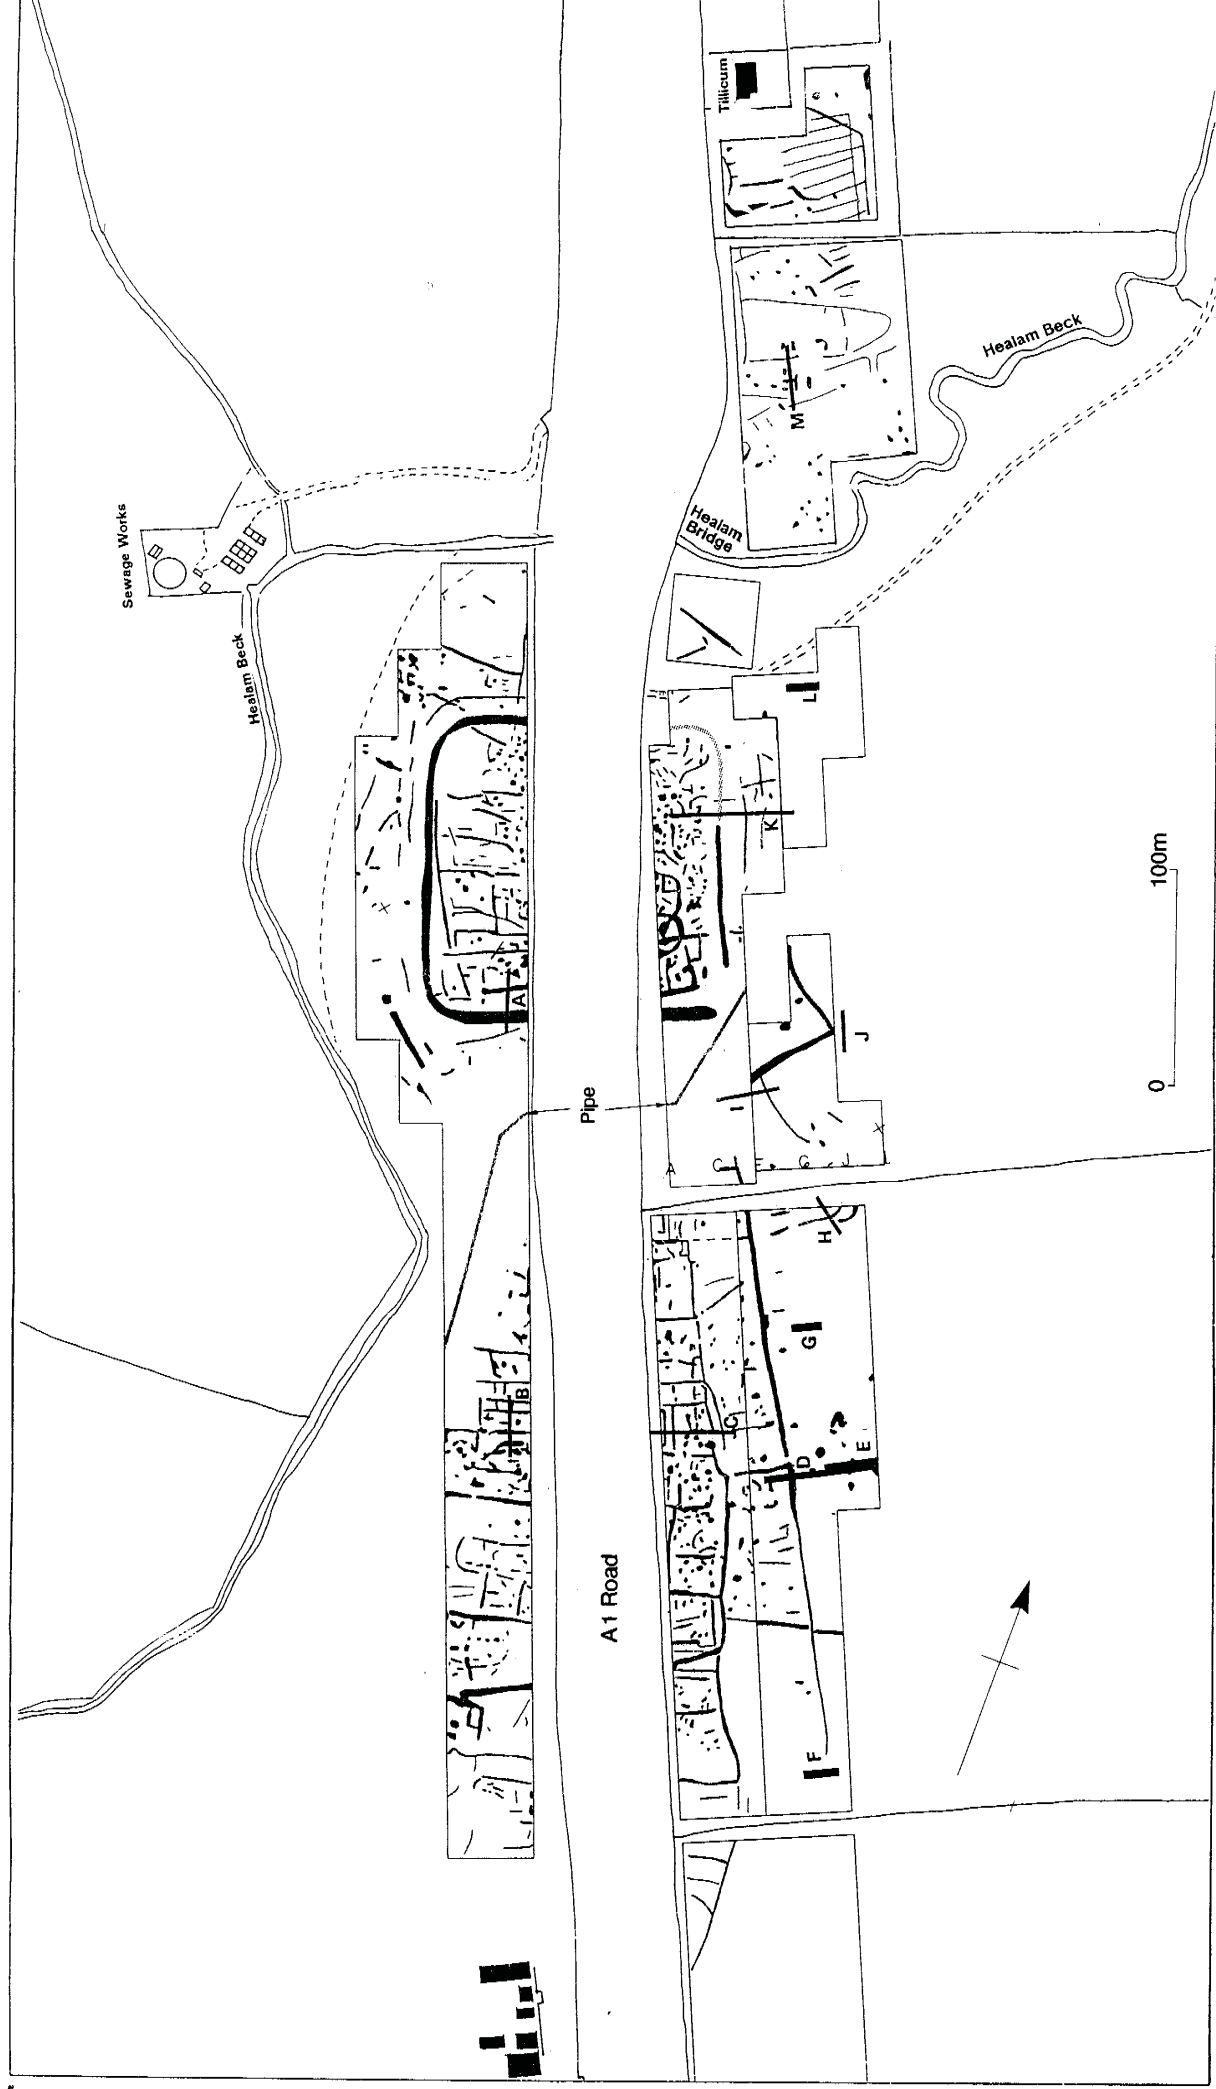 Tillicum
Healam Beck
M
Sewage Works
Healam
Bridge
Healam Beck
L
K
A
100m
0
J
I
Pipe
A
C
E
G
J
H
G
B
C
D
E
A1 Road
F